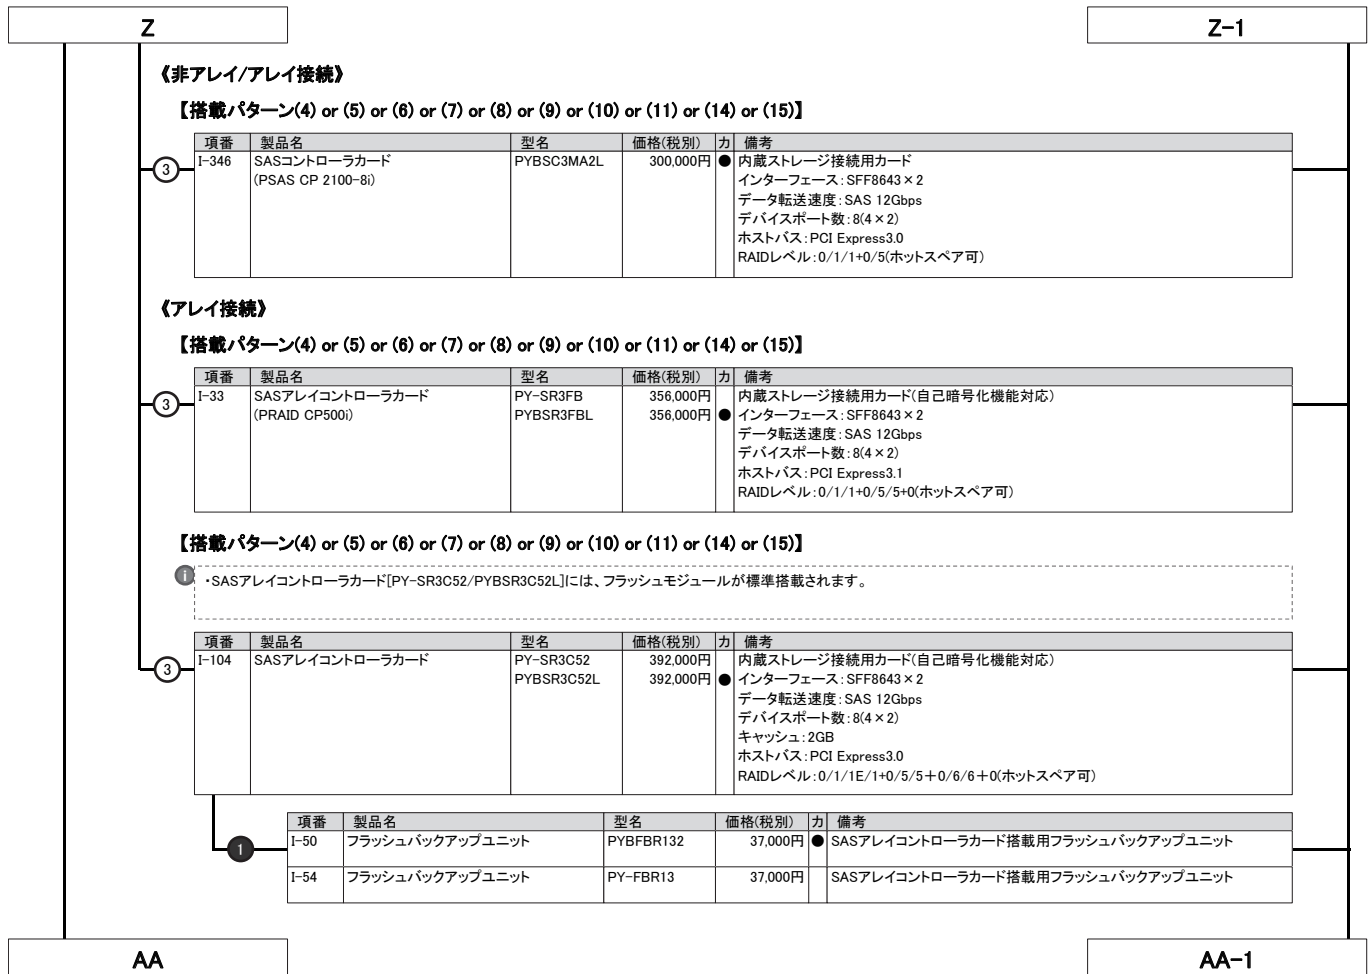 Z
Z-1
《非アレイ/アレイ接続》
【搭載パターン(4) or (5) or (6) or (7) or (8) or (9) or (10) or (11) or (14) or (15)】
項番 製品名 型名 価格(税別) カ 備考
③ I-346 SASコントローラカード PYBSC3MA2L 300,000円 ● 内蔵ストレージ接続用カード
(PSAS CP 2100-8i) インターフェース：SFF8643×2
データ転送速度：SAS 12Gbps
デバイスポート数：8(4×2)
ホストバス：PCI Express3.0
RAIDレベル：0/1/1+0/5(ホットスペア可)
《アレイ接続》
【搭載パターン(4) or (5) or (6) or (7) or (8) or (9) or (10) or (11) or (14) or (15)】
項番 製品名 型名 価格(税別) カ 備考
③ I-33 SASアレイコントローラカード PY-SR3FB 356,000円 内蔵ストレージ接続用カード(自己暗号化機能対応)
(PRAID CP500i) PYBSR3FBL 356,000円 ● インターフェース：SFF8643×2
データ転送速度：SAS 12Gbps
デバイスポート数：8(4×2)
ホストバス：PCI Express3.1
RAIDレベル：0/1/1+0/5/5+0(ホットスペア可)
【搭載パターン(4) or (5) or (6) or (7) or (8) or (9) or (10) or (11) or (14) or (15)】
i ・SASアレイコントローラカード[PY-SR3C52/PYBSR3C52L]には、フラッシュモジュールが標準搭載されます。
項番 製品名 型名 価格(税別) カ 備考
③ I-104 SASアレイコントローラカード PY-SR3C52 392,000円 内蔵ストレージ接続用カード(自己暗号化機能対応)
PYBSR3C52L 392,000円 ● インターフェース：SFF8643×2
データ転送速度：SAS 12Gbps
デバイスポート数：8(4×2)
キャッシュ：2GB
ホストバス：PCI Express3.0
RAIDレベル：0/1/1E/1+0/5/5＋0/6/6＋0(ホットスペア可)
項番 製品名 型名 価格(税別) カ 備考
❶ I-50 フラッシュバックアップユニット PYBFBR132 37,000円 ● SASアレイコントローラカード搭載用フラッシュバックアップユニット
I-54 フラッシュバックアップユニット PY-FBR13 37,000円 SASアレイコントローラカード搭載用フラッシュバックアップユニット
AA
AA-1